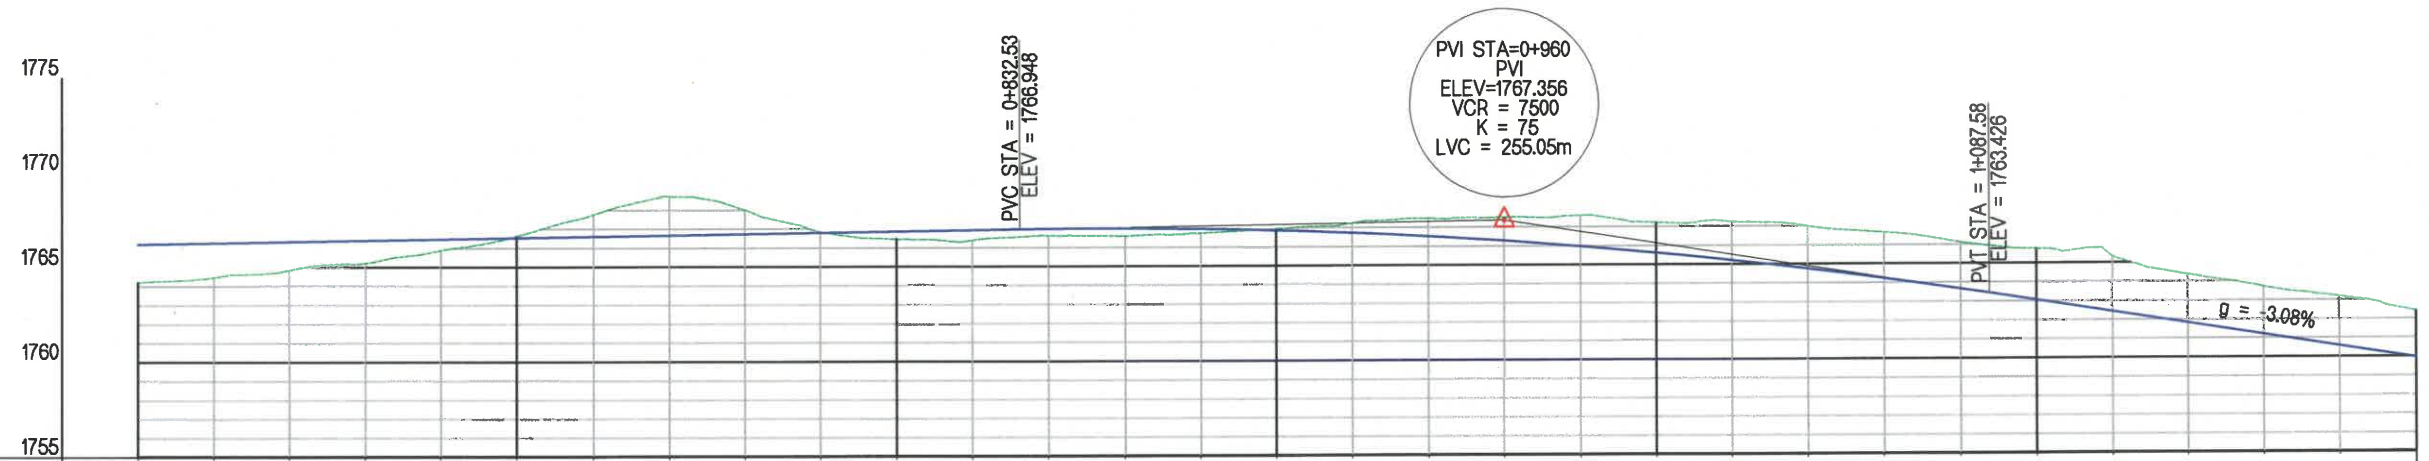 1775
1770
1765
1760
1755
PVC STA = 0+832.53
ELEV = 1766.948
PVI STA=0+960
PVI
ELEV=1767.356
VCR = 7500
K = 75
LVC = 255.05m
PVT STA = 1+087.58
ELEV = 1763.426
g = -3.08%